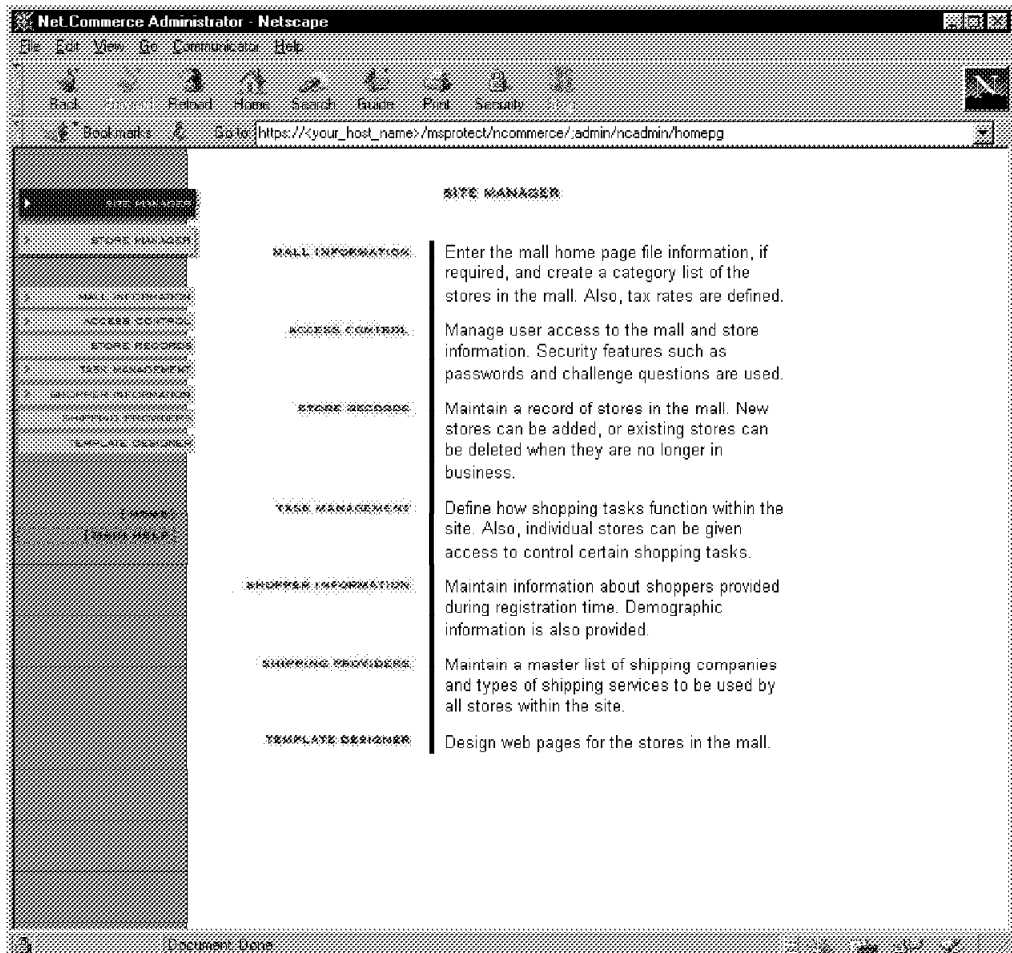 Net.Commerce Administrator - Netscape
File Edit View Go Communicator Help
Back Forward Reload Home Search Guide Print Security Stop
Bookmarks Go to: https://<your_host_name>/msprotect/ncommerce/;admin/ncadmin/homepg
SITE MANAGER
STORE MANAGER
MALL INFORMATION
ACCESS CONTROL
STORE RECORDS
TASK MANAGEMENT
SHOPPER INFORMATION
SHIPPING PROVIDERS
TEMPLATE DESIGNER
[HOME]
[MAIN HELP]
SITE MANAGER
MALL INFORMATION
Enter the mall home page file information, if
required, and create a category list of the
stores in the mall. Also, tax rates are defined.
ACCESS CONTROL
Manage user access to the mall and store
information. Security features such as
passwords and challenge questions are used.
STORE RECORDS
Maintain a record of stores in the mall. New
stores can be added, or existing stores can
be deleted when they are no longer in
business.
TASK MANAGEMENT
Define how shopping tasks function within the
site. Also, individual stores can be given
access to control certain shopping tasks.
SHOPPER INFORMATION
Maintain information about shoppers provided
during registration time. Demographic
information is also provided.
SHIPPING PROVIDERS
Maintain a master list of shipping companies
and types of shipping services to be used by
all stores within the site.
TEMPLATE DESIGNER
Design web pages for the stores in the mall.
Document: Done